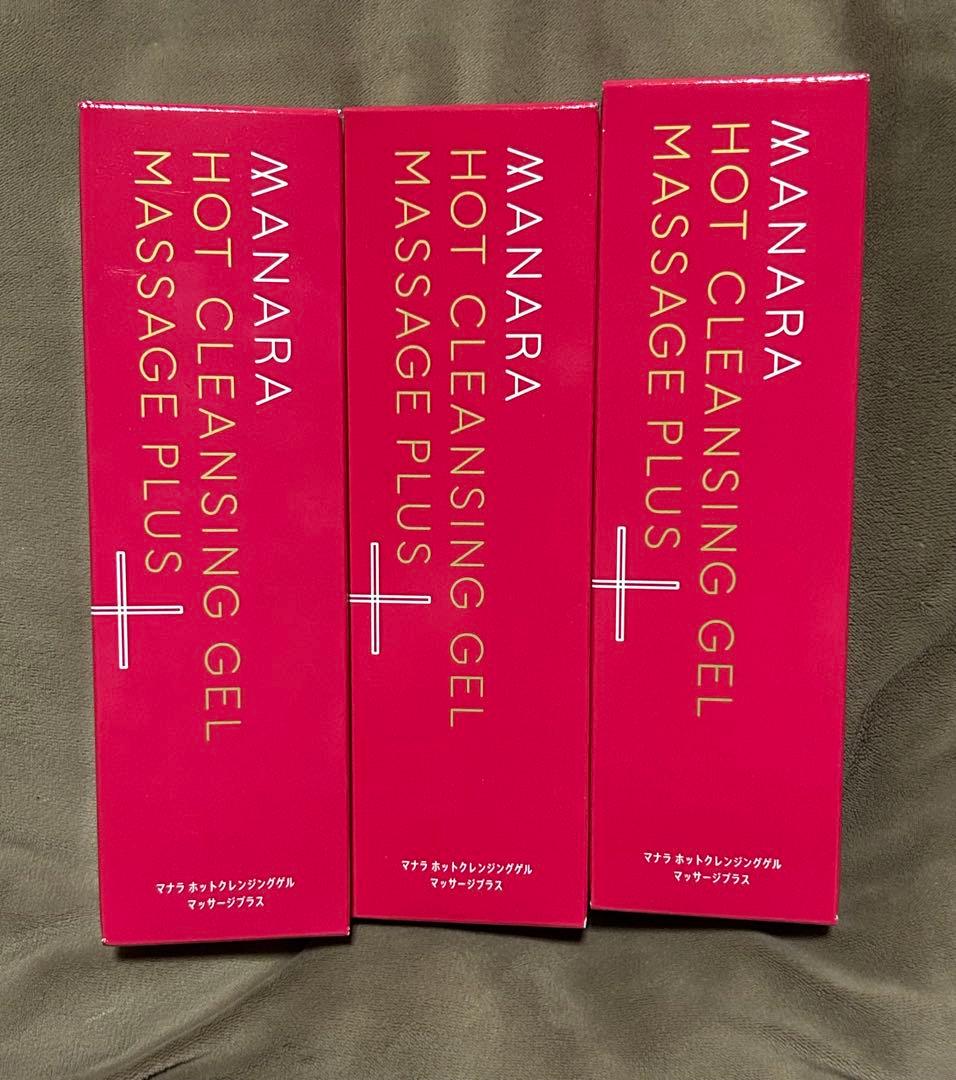 MANARA
HOT CLEANSING GEL
MASSAGE PLUS
マナラ ホットクレンジングゲル
マッサージプラス
MANARA
HOT CLEANSING GEL
MASSAGE PLUS
マナラ ホットクレンジングゲル
マッサージプラス
MANARA
HOT CLEANSING GEL
MASSAGE PLUS
マナラ ホットクレンジングゲル
マッサージプラス